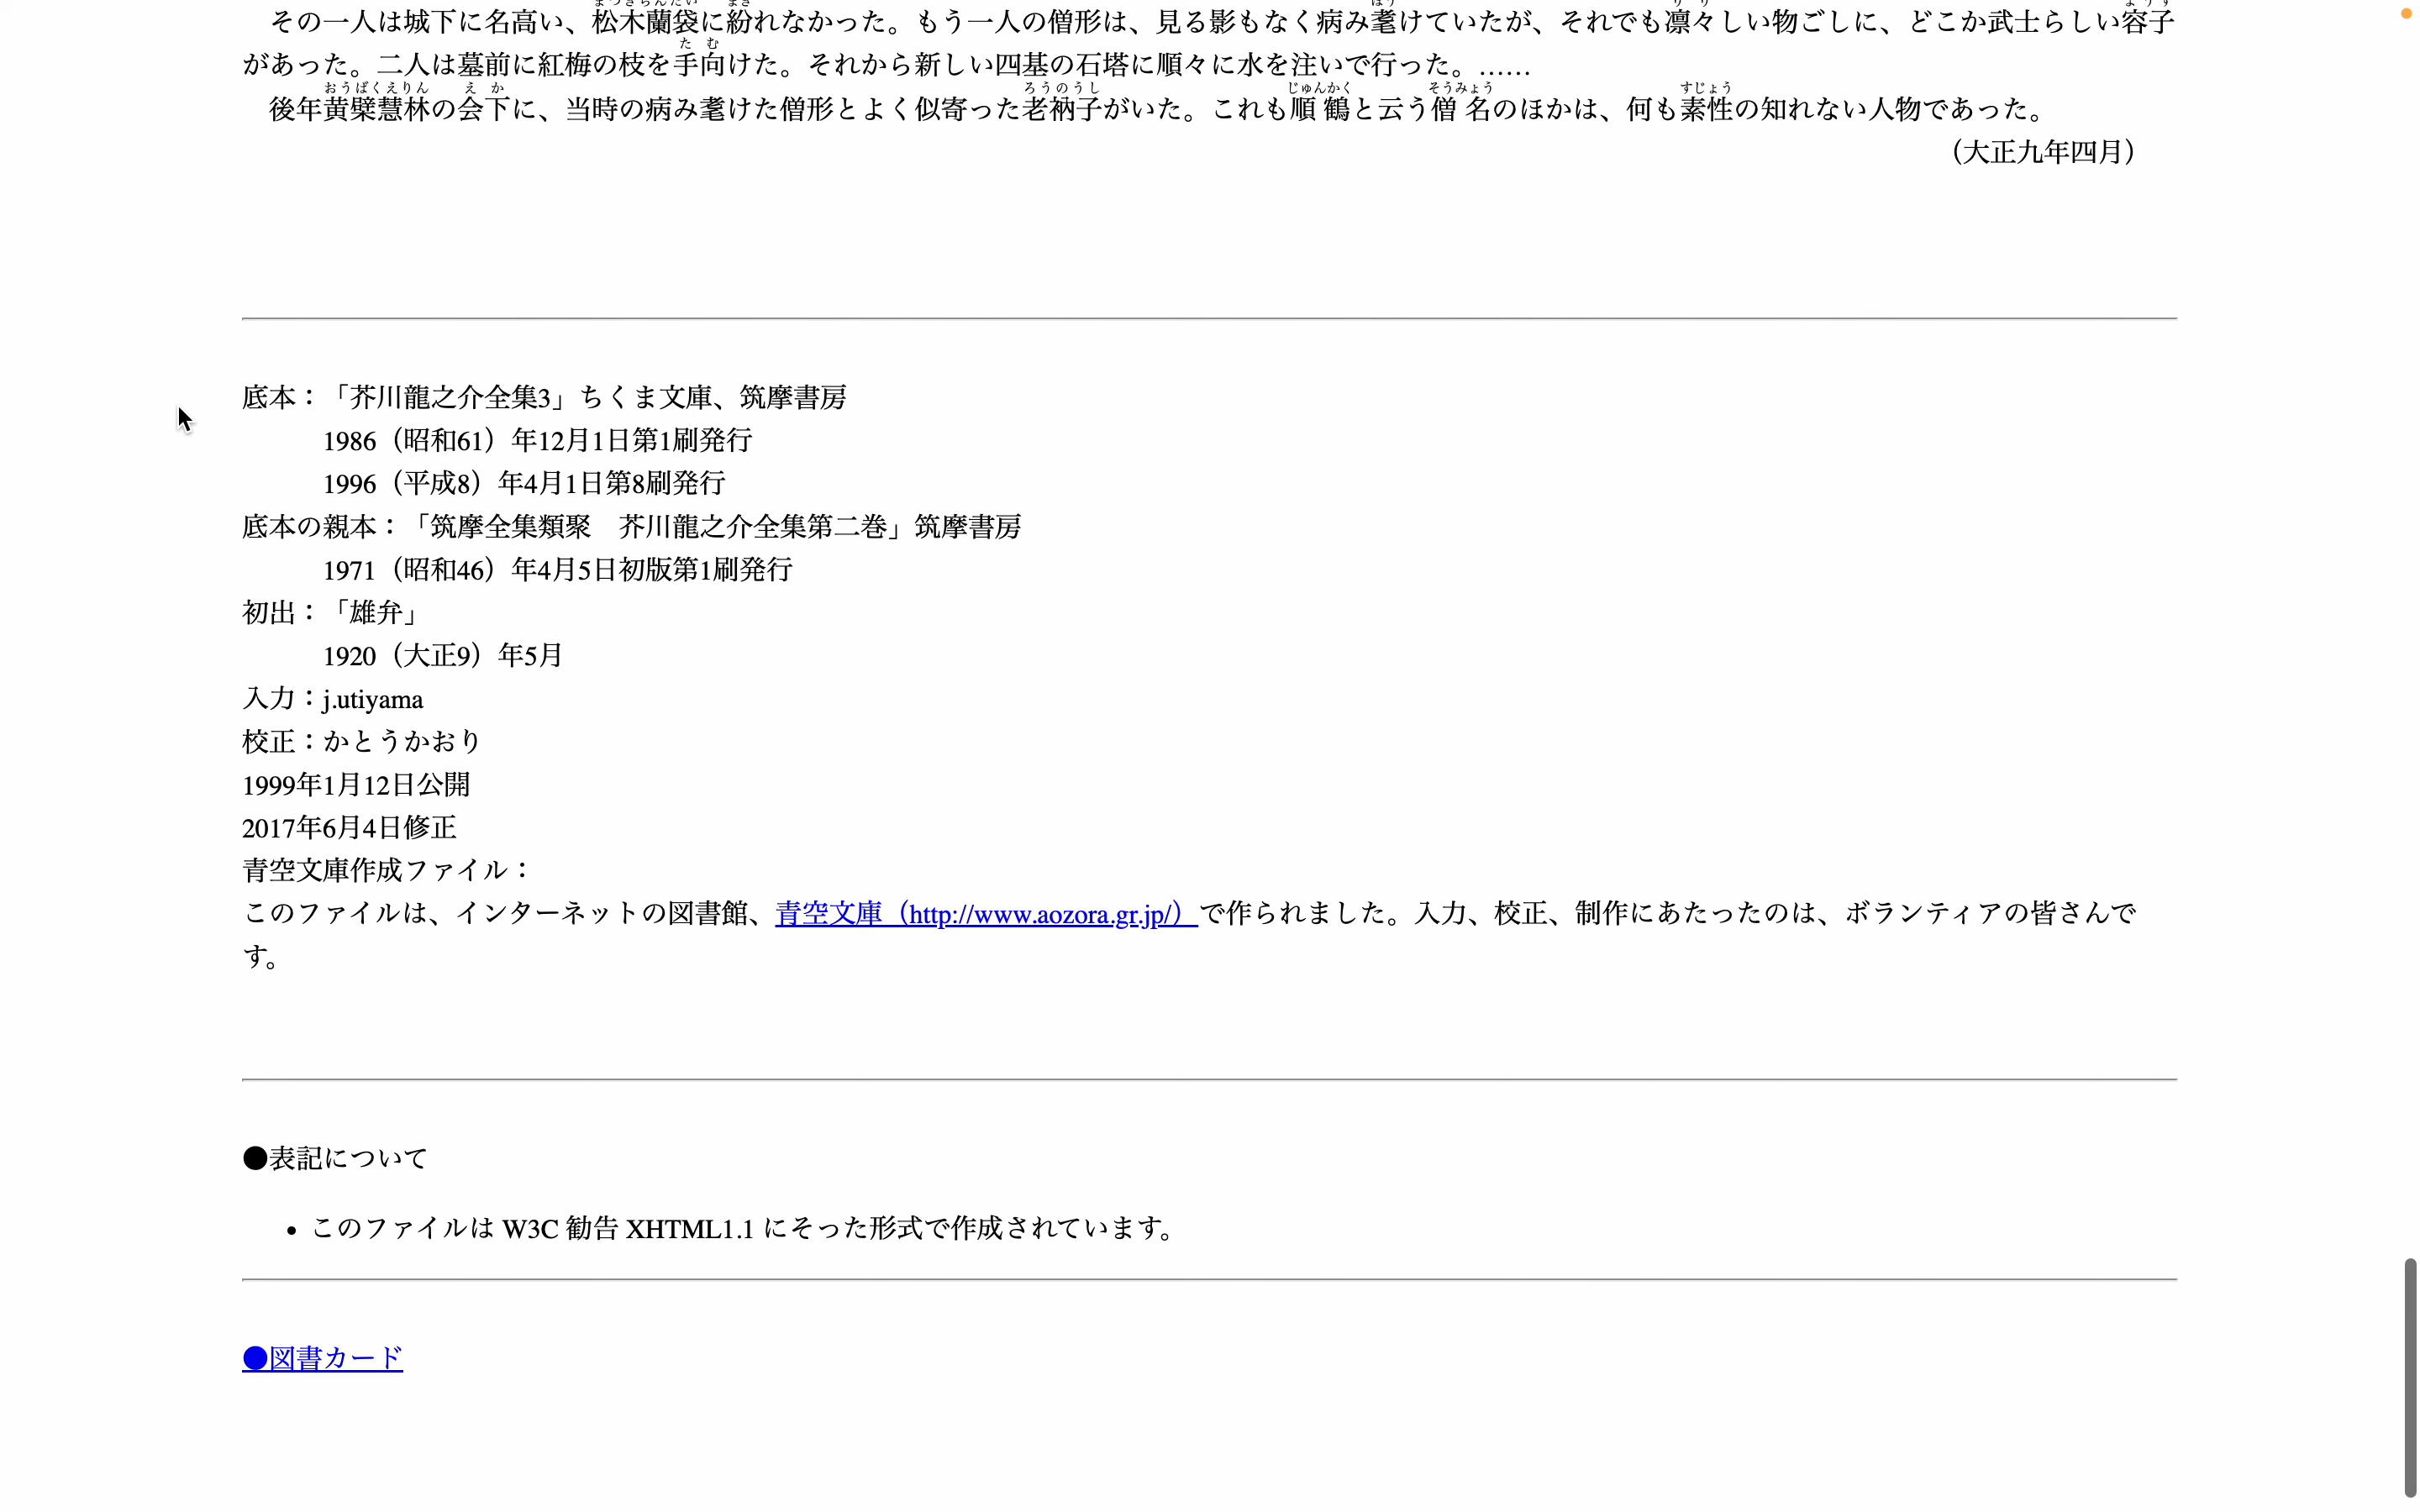 その一人は城下に名高い、松木蘭袋に紛れなかった。もう一人の僧形は、見る影もなく病み耄けていたが、それでも凛々しい物ごしに、どこか武士らしい容子
があった。二人は墓前に紅梅の枝を手向けた。それから新しい四基の石塔に順々に水を注いで行った。……
後年黄檗慧林の会下に、当時の病み耄けた僧形とよく似寄った老衲子がいた。これも順鶴と云う僧名のほかは、何も素性の知れない人物であった。
（大正九年四月）
底本：「芥川龍之介全集3」ちくま文庫、筑摩書房
1986（昭和61）年12月1日第1刷発行
1996（平成8）年4月1日第8刷発行
底本の親本：「筑摩全集類聚　芥川龍之介全集第二巻」筑摩書房
1971（昭和46）年4月5日初版第1刷発行
初出：「雄弁」
1920（大正9）年5月
入力：j.utiyama
校正：かとうかおり
1999年1月12日公開
2017年6月4日修正
青空文庫作成ファイル：
このファイルは、インターネットの図書館、青空文庫（http://www.aozora.gr.jp/）で作られました。入力、校正、制作にあたったのは、ボランティアの皆さんで
す。
●表記について
• このファイルは W3C 勧告 XHTML1.1 にそった形式で作成されています。
●図書カード